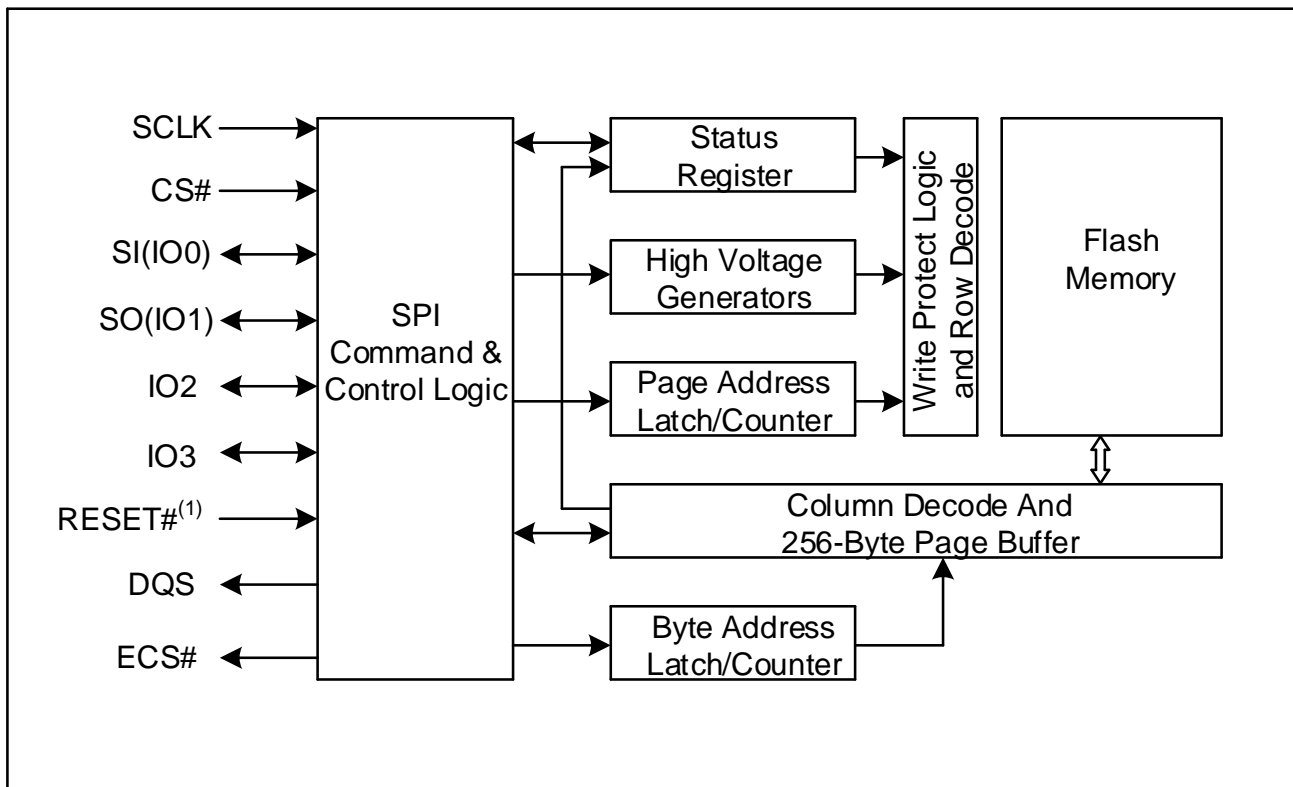 SCLK
CS#
SI(IO0)
SO(IO1)
IO2
IO3
RESET#(1)
DQS
ECS#
SPI
Command &
Control Logic
Status
Register
High Voltage
Generators
Page Address
Latch/Counter
Write Protect Logic
and Row Decode
Flash
Memory
Column Decode And
256-Byte Page Buffer
Byte Address
Latch/Counter